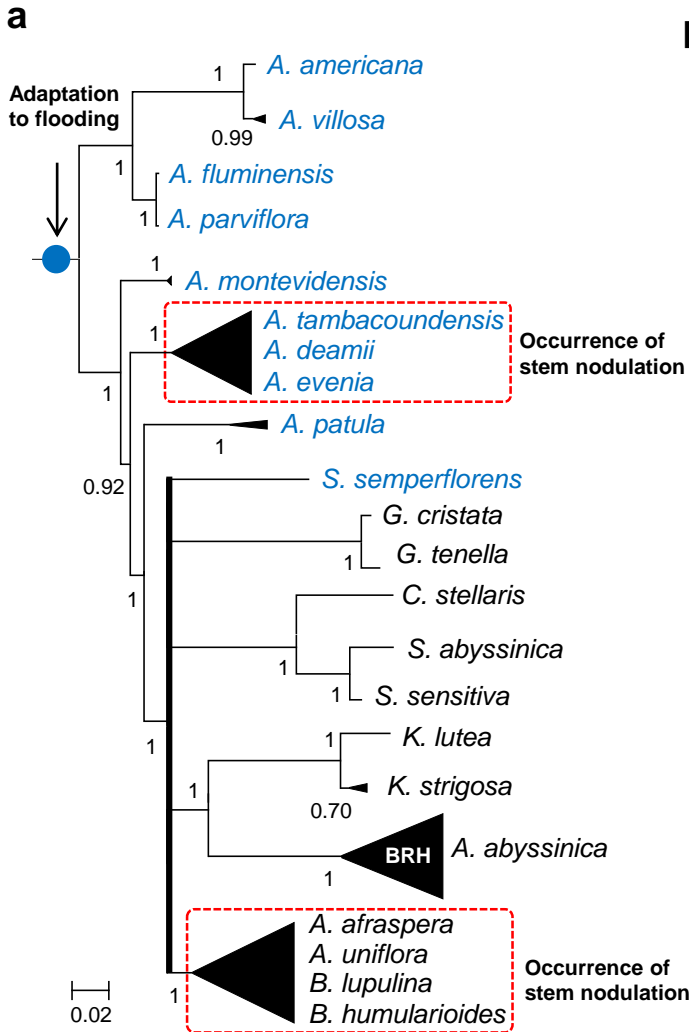 a
1
A. americana
Adaptation
to flooding
A. villosa
0.99
1
A. fluminensis
1
A. parviflora
1
A. montevidensis
1
A. tambacoundensis
A. deamii
A. evenia
Occurrence of
stem nodulation
1
A. patula
1
0.92
S. semperflorens
G. cristata
1
G. tenella
1
C. stellaris
S. abyssinica
1
1
S. sensitiva
1
K. lutea
1
1
K. strigosa
0.70
BRH
A. abyssinica
1
A. afraspera
A. uniflora
B. lupulina
B. humularioides
Occurrence of
stem nodulation
1
0.02